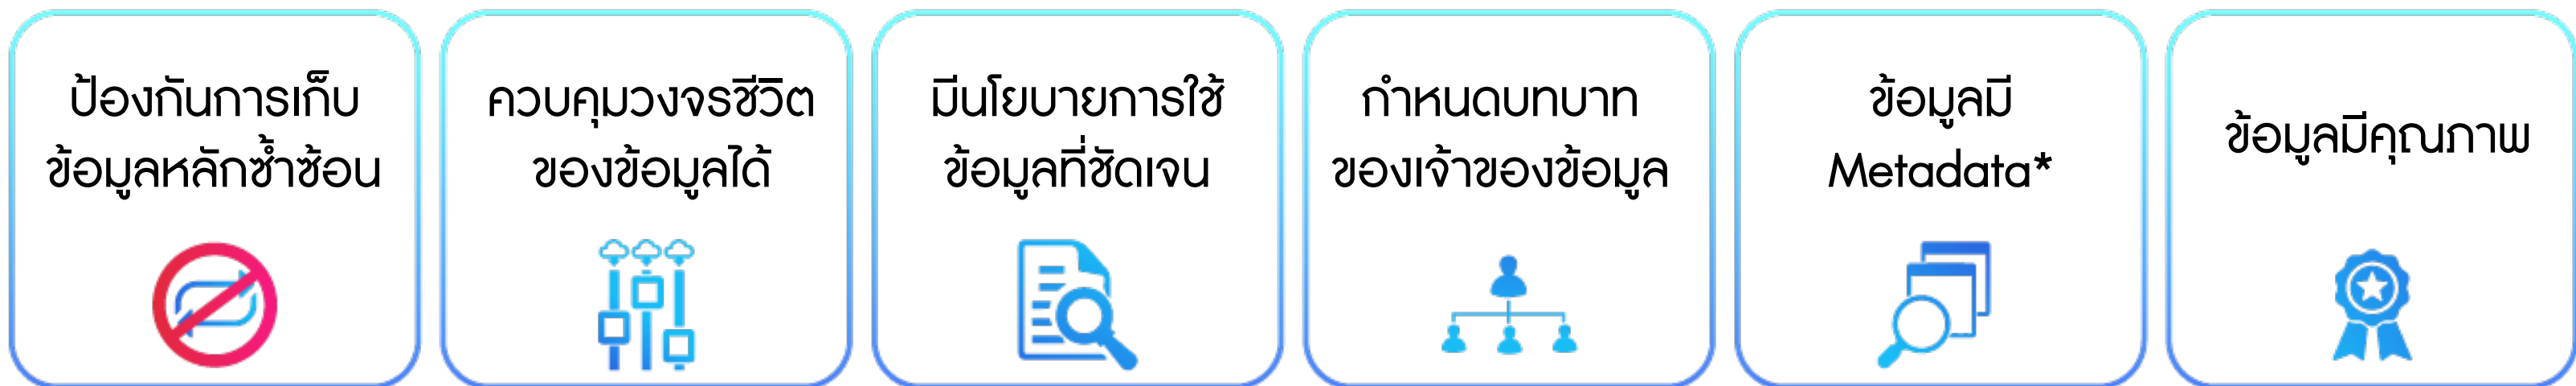 ป้องกันการเก็บ
ข้อมูลหลักซ้ำซ้อน
ควบคุมวงจรชีวิต
ของข้อมูลได้
มีนโยบายการใช้
ข้อมูลที่ชัดเจน
กำหนดบทบาท
ของเจ้าของข้อมูล
ข้อมูลมี
Metadata*
ข้อมูลมีคุณภาพ